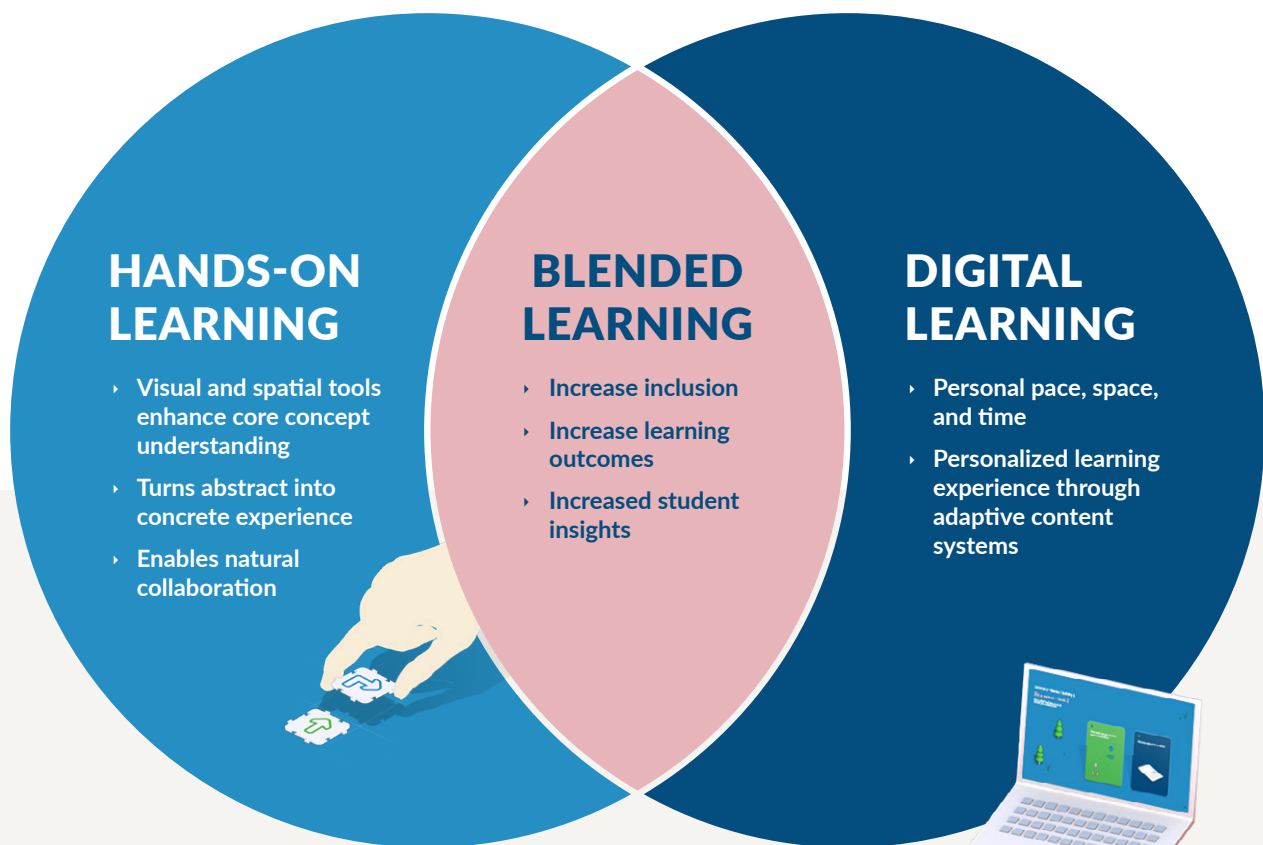 HANDS-ON
LEARNING
Visual and spatial tools
enhance core concept
understanding
Turns abstract into
concrete experience
Enables natural
collaboration
BLENDED
LEARNING
Increase inclusion
Increase learning
outcomes
Increased student
insights
DIGITAL
LEARNING
Personal pace, space,
and time
Personalized learning
experience through
adaptive content
systems